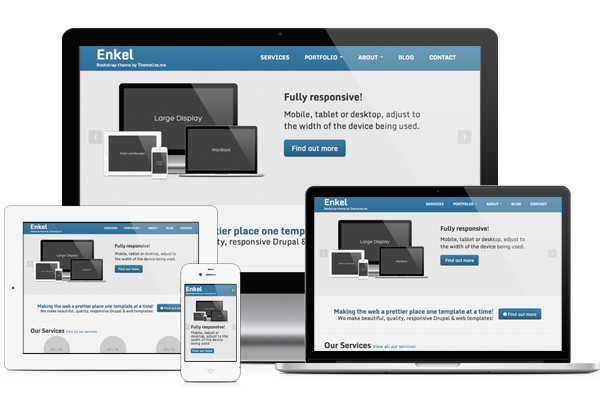 Enkel
Bootstrap theme by Themelize.me
SERVICES PORTFOLIO ABOUT BLOG CONTACT
Fully responsive!
Mobile, tablet or desktop, adjust to
the width of the device being used.
Find out more
Large Display
iPad Landscape
MacBook
rettier place one template at a time!
ty, responsive Drupal &
Enkel
SERVICES PORTFOLIO ABOUT BLOG CONTACT
Fully responsive!
Mobile, tablet or desktop, adjust to
the width of the device being used.
Find out more
Large Display
Making the web a prettier place one template at a time!
We make beautiful, quality, responsive Drupal & web templates!
Find out more
Our Services View all our services
Enkel
Fully responsive!
Mobile, tablet or
desktop, adjust to
the width of the
device being used.
Find out more
Enkel
Bootstrap theme by Themelize.me
SERVICES PORTFOLIO ABOUT BLOG CONTACT
Fully responsive!
Mobile, tablet or desktop, adjust to
the width of the device being used.
Find out more
Large Display
MacBook
Making the web a prettier place one template at a time!
We make beautiful, quality, responsive Drupal & web templates!
Find out more
Our Services View all our services